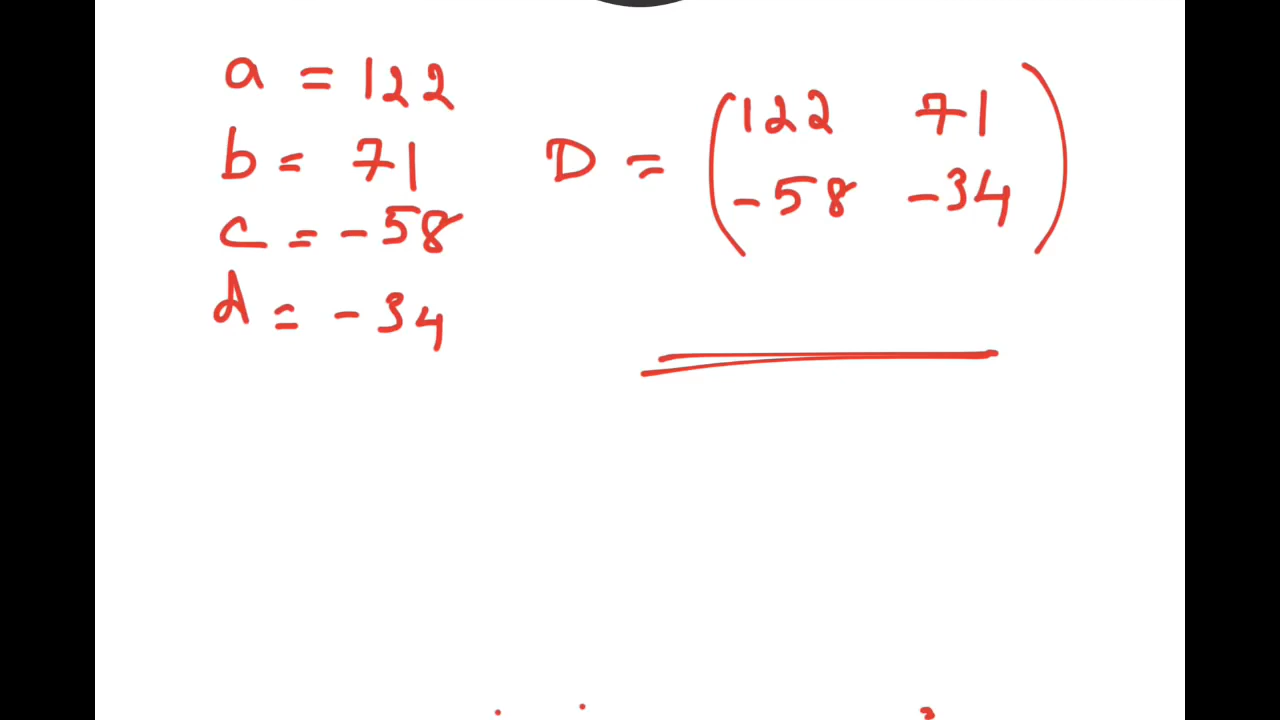 a = 122
b = 71
c = -58
d = -34
D = (122 71
-58 -34)